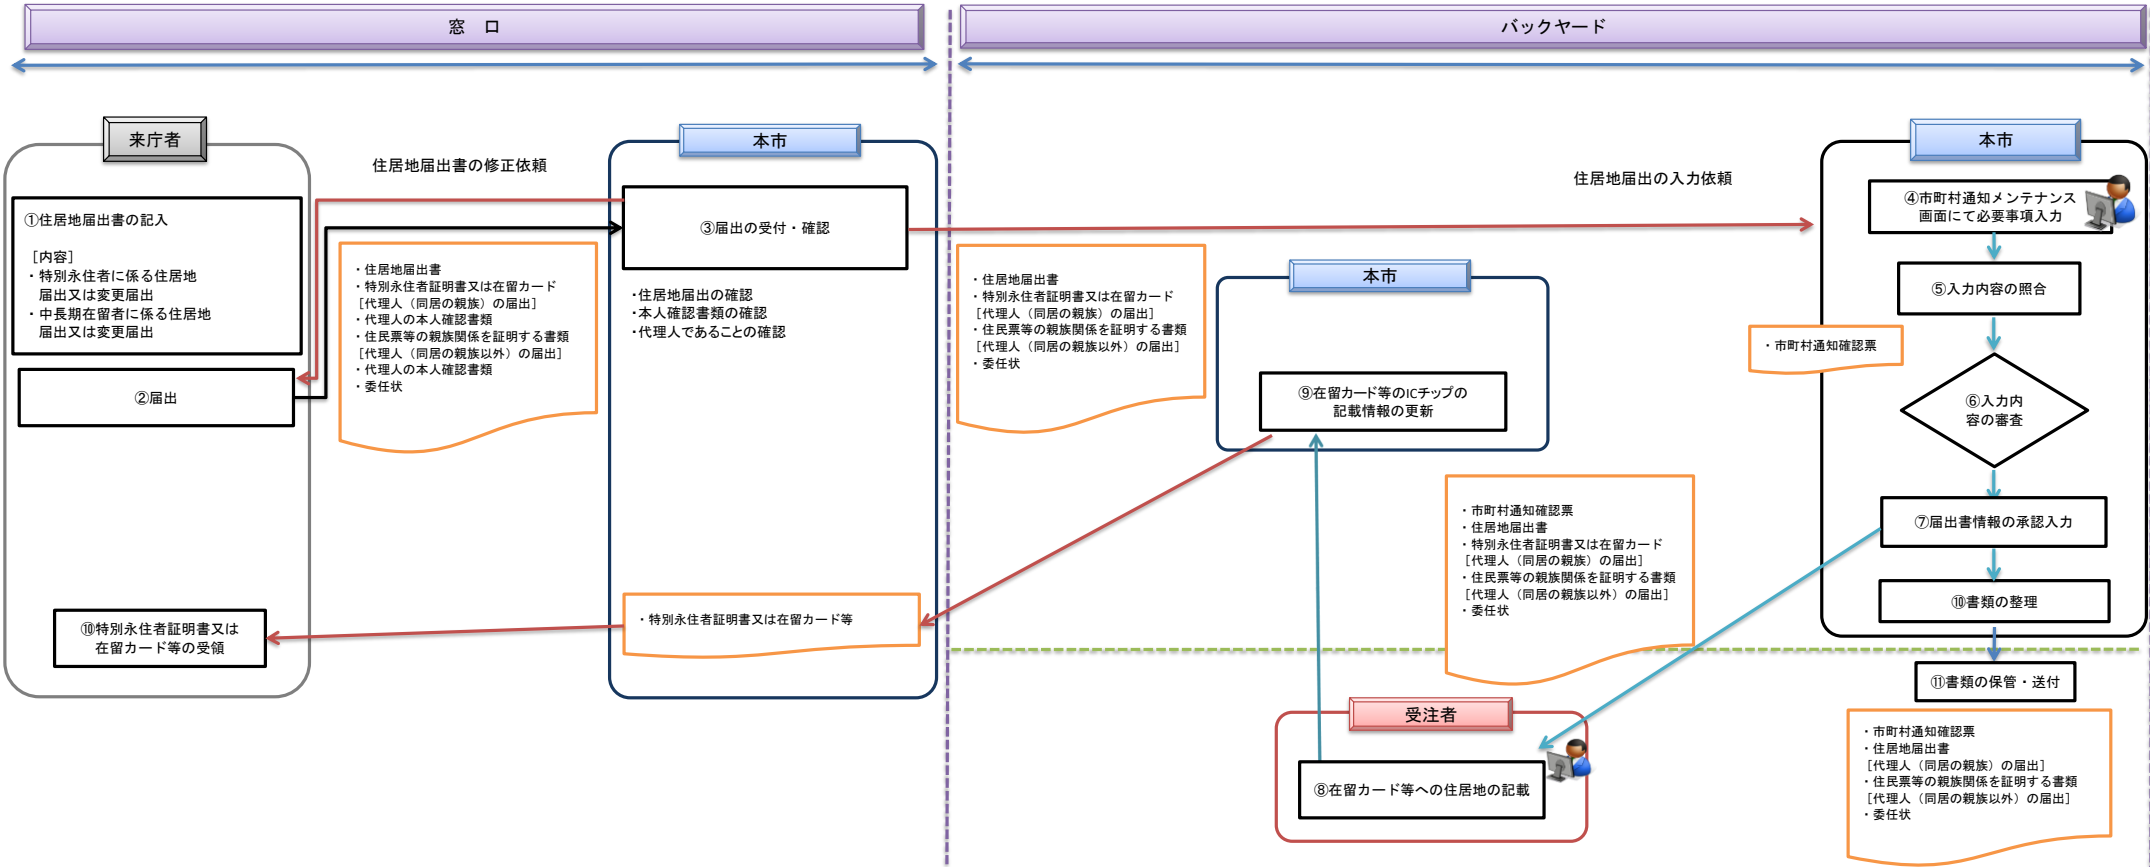 窓　口
バックヤード
来庁者
①住居地届出書の記入
［内容］
・特別永住者に係る住居地
届出又は変更届出
・中長期在留者に係る住居地
届出又は変更届出
②届出
⑩特別永住者証明書又は
在留カード等の受領
住居地届出書の修正依頼
・住居地届出書
・特別永住者証明書又は在留カード
［代理人（同居の親族）の届出］
・代理人の本人確認書類
・住民票等の親族関係を証明する書類
［代理人（同居の親族以外）の届出］
・代理人の本人確認書類
・委任状
本市
③届出の受付・確認
・住居地届出の確認
・本人確認書類の確認
・代理人であることの確認
・特別永住者証明書又は在留カード等
・住居地届出書
・特別永住者証明書又は在留カード
［代理人（同居の親族）の届出］
・住民票等の親族関係を証明する書類
［代理人（同居の親族以外）の届出］
・委任状
本市
⑨在留カード等のICチップの
記載情報の更新
住居地届出の入力依頼
・市町村通知確認票
・住居地届出書
・特別永住者証明書又は在留カード
［代理人（同居の親族）の届出］
・住民票等の親族関係を証明する書類
［代理人（同居の親族以外）の届出］
・委任状
受注者
⑧在留カード等への住居地の記載
本市
④市町村通知メンテナンス
画面にて必要事項入力
⑤入力内容の照合
・市町村通知確認票
⑥入力内
容の審査
⑦届出書情報の承認入力
⑩書類の整理
⑪書類の保管・送付
・市町村通知確認票
・住居地届出書
［代理人（同居の親族）の届出］
・住民票等の親族関係を証明する書類
［代理人（同居の親族以外）の届出］
・委任状